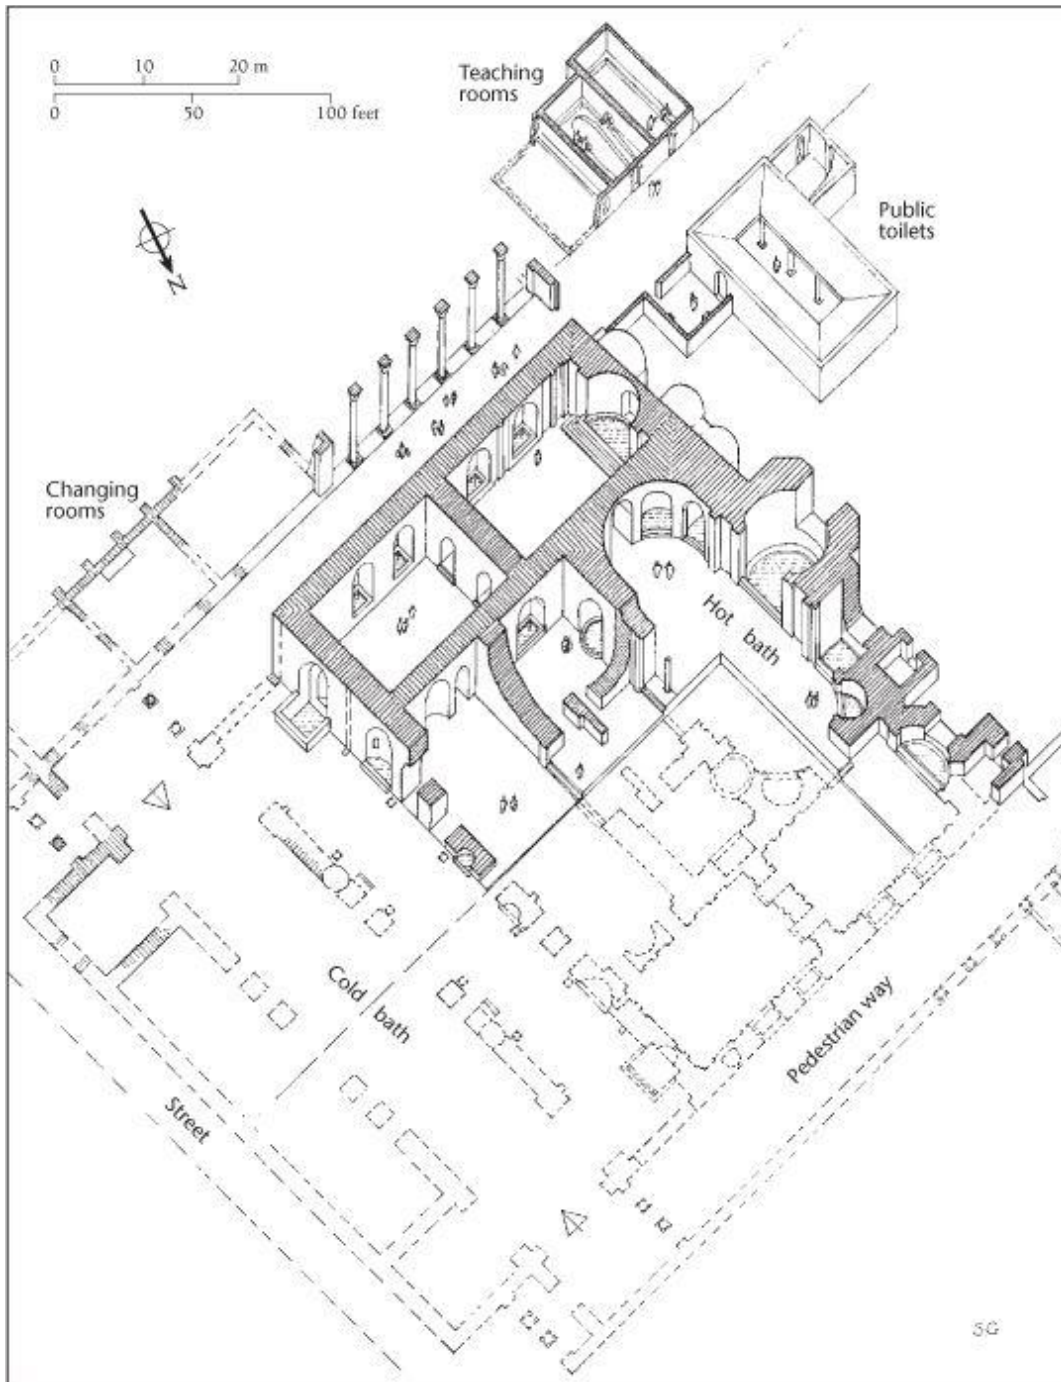 0 10 20 m
0 50 100 feet
Teaching
rooms
Public
toilets
N
Changing
rooms
Hot bath
Cold bath
Pedestrian way
Street
SG